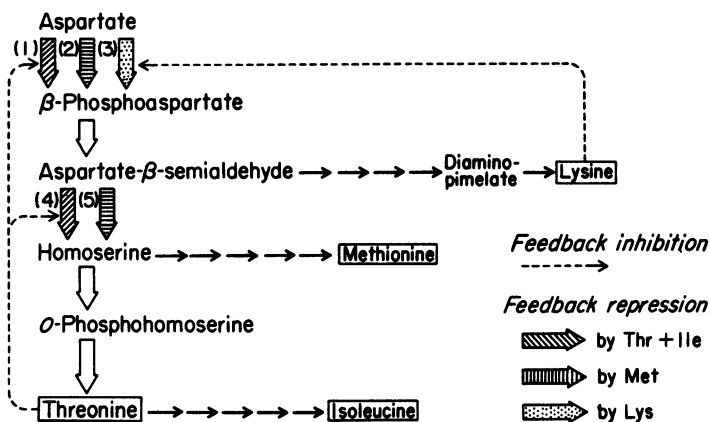 Aspartate
(1) (2) (3)
β-Phosphoaspartate
Aspartate-β-semialdehyde
Diamino-
pimelate
Lysine
(4) (5)
Homoserine
Methionine
O-Phosphohomoserine
Threonine
Isoleucine
Feedback inhibition
Feedback repression
by Thr + Ile
by Met
by Lys